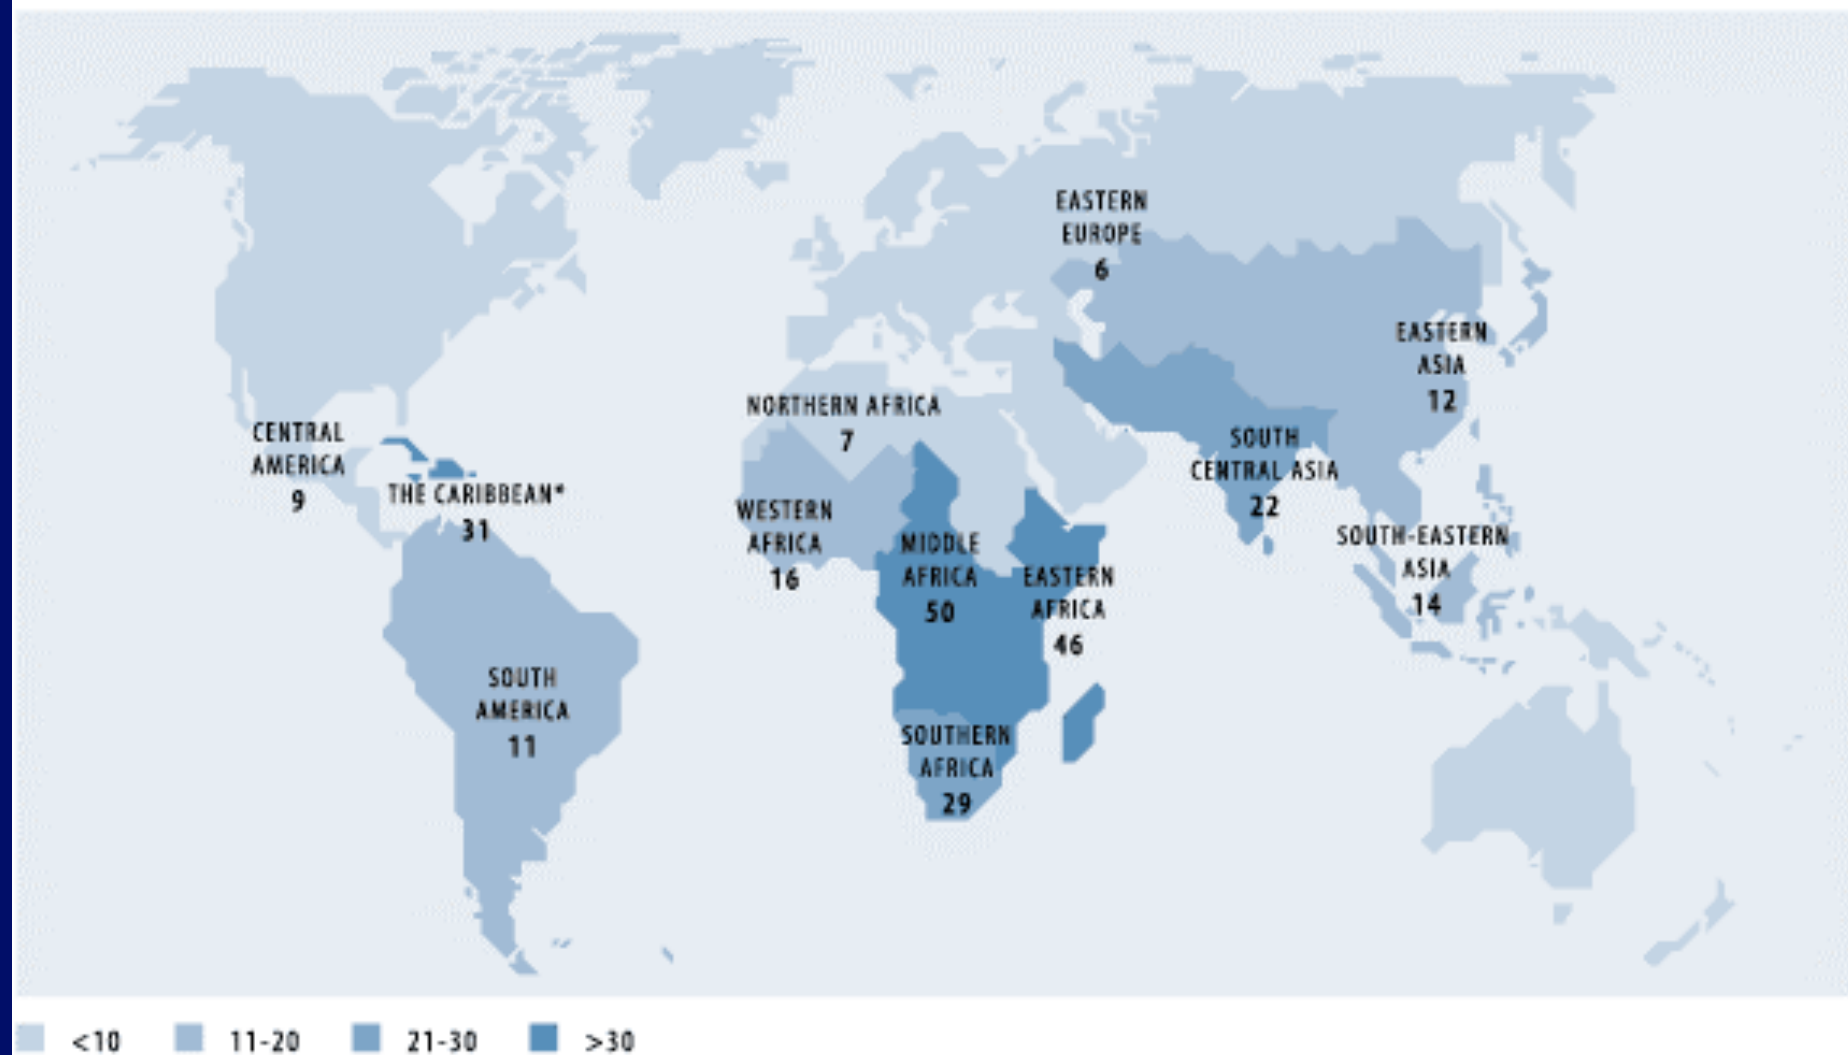 EASTERN
EUROPE
6
EASTERN
ASIA
12
NORTHERN AFRICA
7
CENTRAL
AMERICA
9
THE CARIBBEAN*
31
SOUTH
CENTRAL ASIA
22
WESTERN
AFRICA
16
MIDDLE
AFRICA
50
EASTERN
AFRICA
46
SOUTH-EASTERN
ASIA
14
SOUTH
AMERICA
11
SOUTHERN
AFRICA
29
<10 11-20 21-30 >30